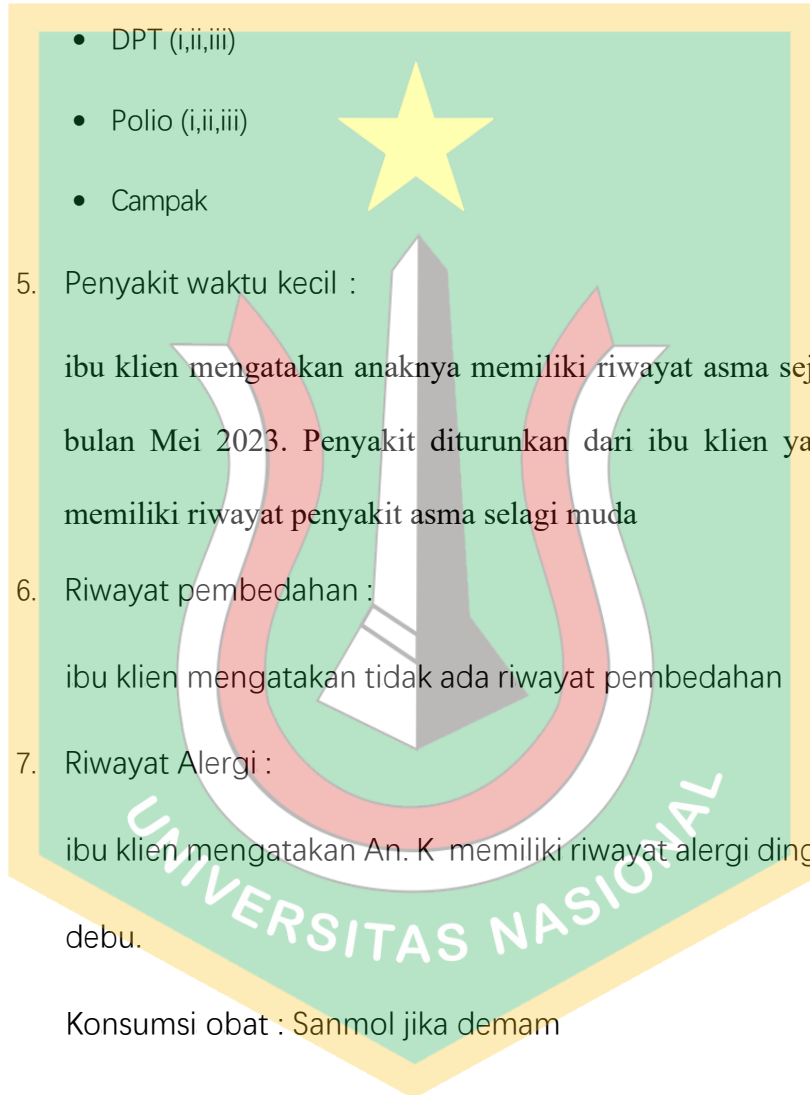 • DPT (i,ii,iii)
• Polio (i,ii,iii)
• Campak
5. Penyakit waktu kecil :
ibu klien mengatakan anaknya memiliki riwayat asma sej
bulan Mei 2023. Penyakit diturunkan dari ibu klien ya
memiliki riwayat penyakit asma selagi muda
6. Riwayat pembedahan :
ibu klien mengatakan tidak ada riwayat pembedahan
7. Riwayat Alergi :
ibu klien mengatakan An. K memiliki riwayat alergi ding
debu.
Konsumsi obat : Sanmol jika demam
UNIVERSITAS NASIONAL